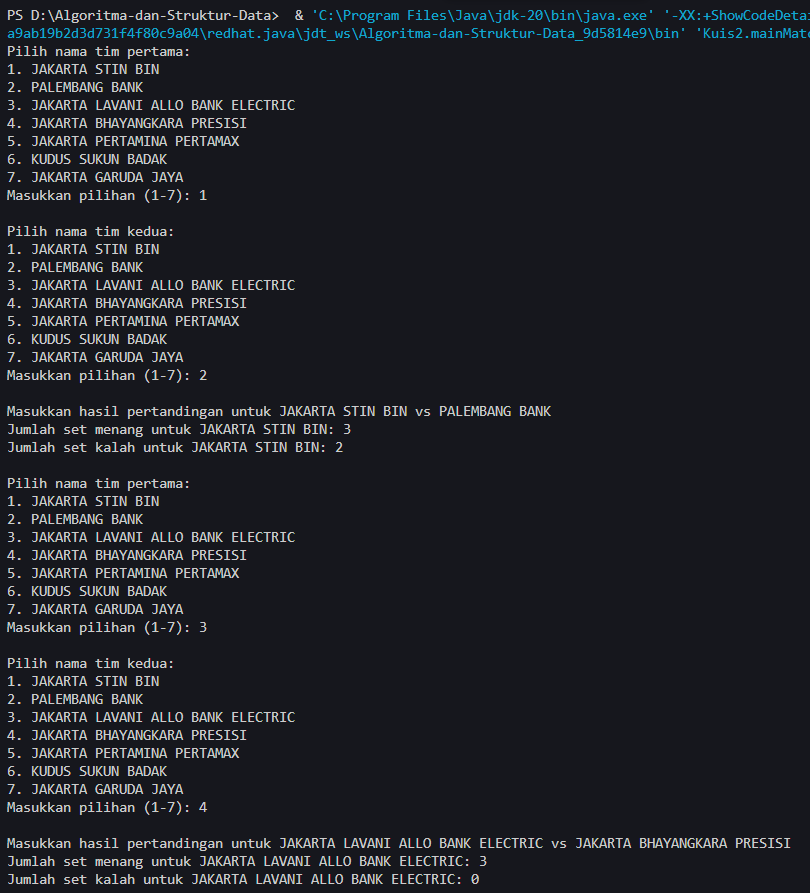 PS D:\Algoritma-dan-Struktur-Data>  & 'C:\Program Files\Java\jdk-20\bin\java.exe' '-XX:+ShowCodeDetai
a9ab19b2d3d731f4f80c9a04\redhat.java\jdt_ws\Algoritma-dan-Struktur-Data_9d5814e9\bin' 'Kuis2.mainMatc
Pilih nama tim pertama:
1. JAKARTA STIN BIN
2. PALEMBANG BANK
3. JAKARTA LAVANI ALLO BANK ELECTRIC
4. JAKARTA BHAYANGKARA PRESISI
5. JAKARTA PERTAMINA PERTAMAX
6. KUDUS SUKUN BADAK
7. JAKARTA GARUDA JAYA
Masukkan pilihan (1-7): 1
Pilih nama tim kedua:
1. JAKARTA STIN BIN
2. PALEMBANG BANK
3. JAKARTA LAVANI ALLO BANK ELECTRIC
4. JAKARTA BHAYANGKARA PRESISI
5. JAKARTA PERTAMINA PERTAMAX
6. KUDUS SUKUN BADAK
7. JAKARTA GARUDA JAYA
Masukkan pilihan (1-7): 2
Masukkan hasil pertandingan untuk JAKARTA STIN BIN vs PALEMBANG BANK
Jumlah set menang untuk JAKARTA STIN BIN: 3
Jumlah set kalah untuk JAKARTA STIN BIN: 2
Pilih nama tim pertama:
1. JAKARTA STIN BIN
2. PALEMBANG BANK
3. JAKARTA LAVANI ALLO BANK ELECTRIC
4. JAKARTA BHAYANGKARA PRESISI
5. JAKARTA PERTAMINA PERTAMAX
6. KUDUS SUKUN BADAK
7. JAKARTA GARUDA JAYA
Masukkan pilihan (1-7): 3
Pilih nama tim kedua:
1. JAKARTA STIN BIN
2. PALEMBANG BANK
3. JAKARTA LAVANI ALLO BANK ELECTRIC
4. JAKARTA BHAYANGKARA PRESISI
5. JAKARTA PERTAMINA PERTAMAX
6. KUDUS SUKUN BADAK
7. JAKARTA GARUDA JAYA
Masukkan pilihan (1-7): 4
Masukkan hasil pertandingan untuk JAKARTA LAVANI ALLO BANK ELECTRIC vs JAKARTA BHAYANGKARA PRESISI
Jumlah set menang untuk JAKARTA LAVANI ALLO BANK ELECTRIC: 3
Jumlah set kalah untuk JAKARTA LAVANI ALLO BANK ELECTRIC: 0